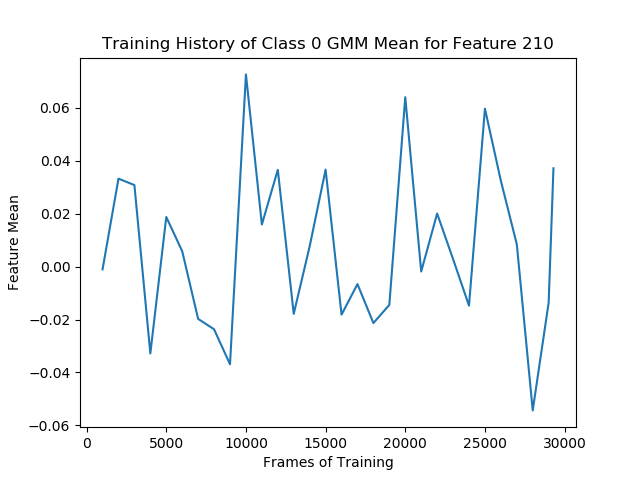 Training History of Class 0 GMM Mean for Feature 210
0.06
0.04
0.02
0.00
−0.02
−0.04
−0.06
Feature Mean
0 5000 10000 15000 20000 25000 30000
Frames of Training